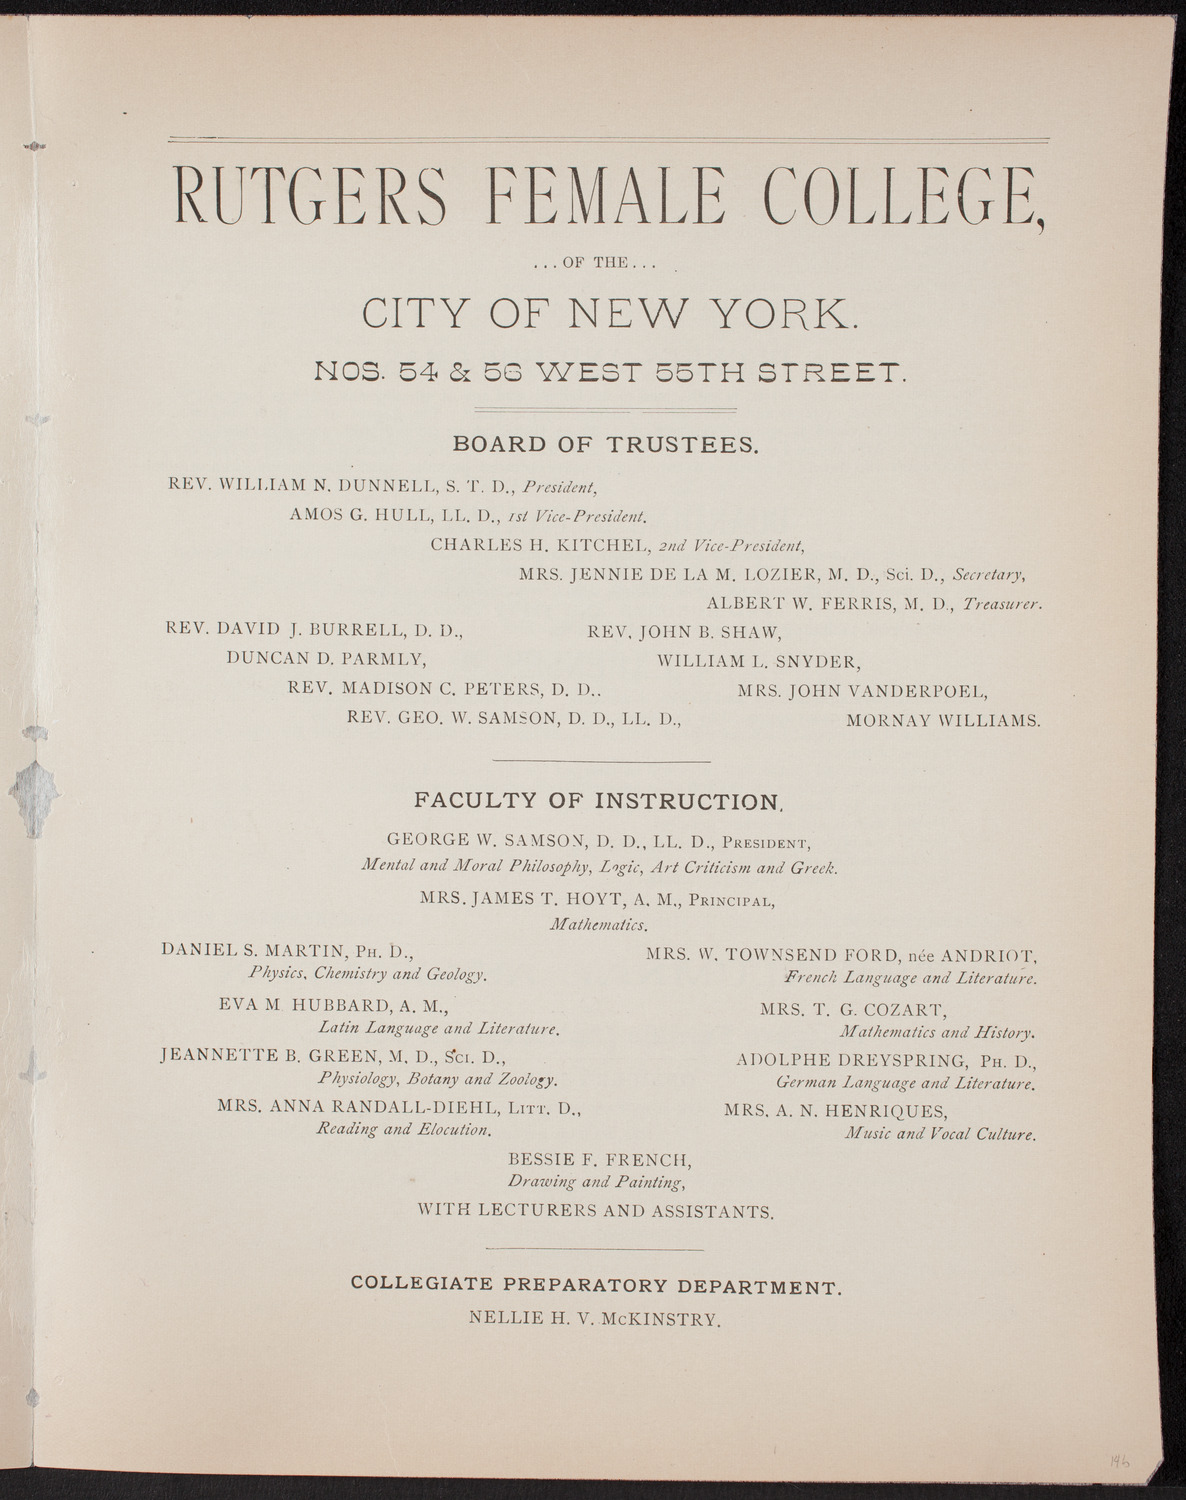 RUTGERS FEMALE COLLEGE,
...OF THE...
CITY OF NEW YORK.
NOS. 54 & 56 WEST 55TH STREET.
BOARD OF TRUSTEES.
REV. WILLIAM N. DUNNELL, S. T. D., President,
AMOS G. HULL, LL. D., 1st Vice-President.
CHARLES H. KITCHEL, 2nd Vice-President,
MRS. JENNIE DE LA M. LOZIER, M. D., Sci. D., Secretary,
ALBERT W. FERRIS, M. D., Treasurer.
REV. DAVID J. BURRELL, D. D., REV. JOHN B. SHAW,
DUNCAN D. PARMLY, WILLIAM L. SNYDER,
REV. MADISON C. PETERS, D. D.. MRS. JOHN VANDERPOEL,
REV. GEO. W. SAMSON, D. D., LL. D., MORNAY WILLIAMS.
FACULTY OF INSTRUCTION.
GEORGE W. SAMSON, D. D., LL. D., PRESIDENT,
Mental and Moral Philosophy, Logic, Art Criticism and Greek.
MRS. JAMES T. HOYT, A. M., PRINCIPAL,
Mathematics.
DANIEL S. MARTIN, PH. D., MRS. W. TOWNSEND FORD, née ANDRIOT,
Physics, Chemistry and Geology. French Language and Literature.
EVA M HUBBARD, A. M., MRS. T. G. COZART,
Latin Language and Literature. Mathematics and History.
JEANNETTE B. GREEN, M. D., SCI. D., ADOLPHE DREYSPRING, PH. D.,
Physiology, Botany and Zoology. German Language and Literature.
MRS. ANNA RANDALL-DIEHL, LITT. D., MRS. A. N. HENRIQUES,
Reading and Elocution. Music and Vocal Culture.
BESSIE F. FRENCH,
Drawing and Painting,
WITH LECTURERS AND ASSISTANTS.
COLLEGIATE PREPARATORY DEPARTMENT.
NELLIE H. V. McKINSTRY.